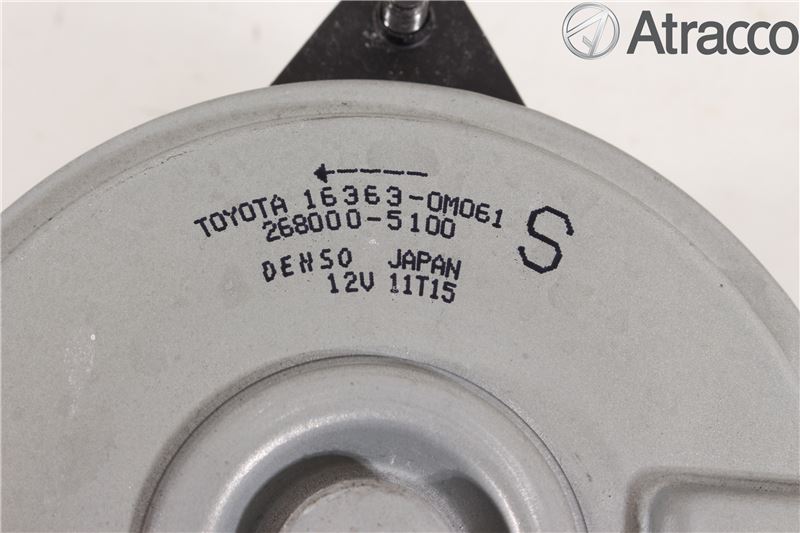 Atracco
TOYOTA 16363-0M061
268000-5100
S
DENSO JAPAN
12V 11T15